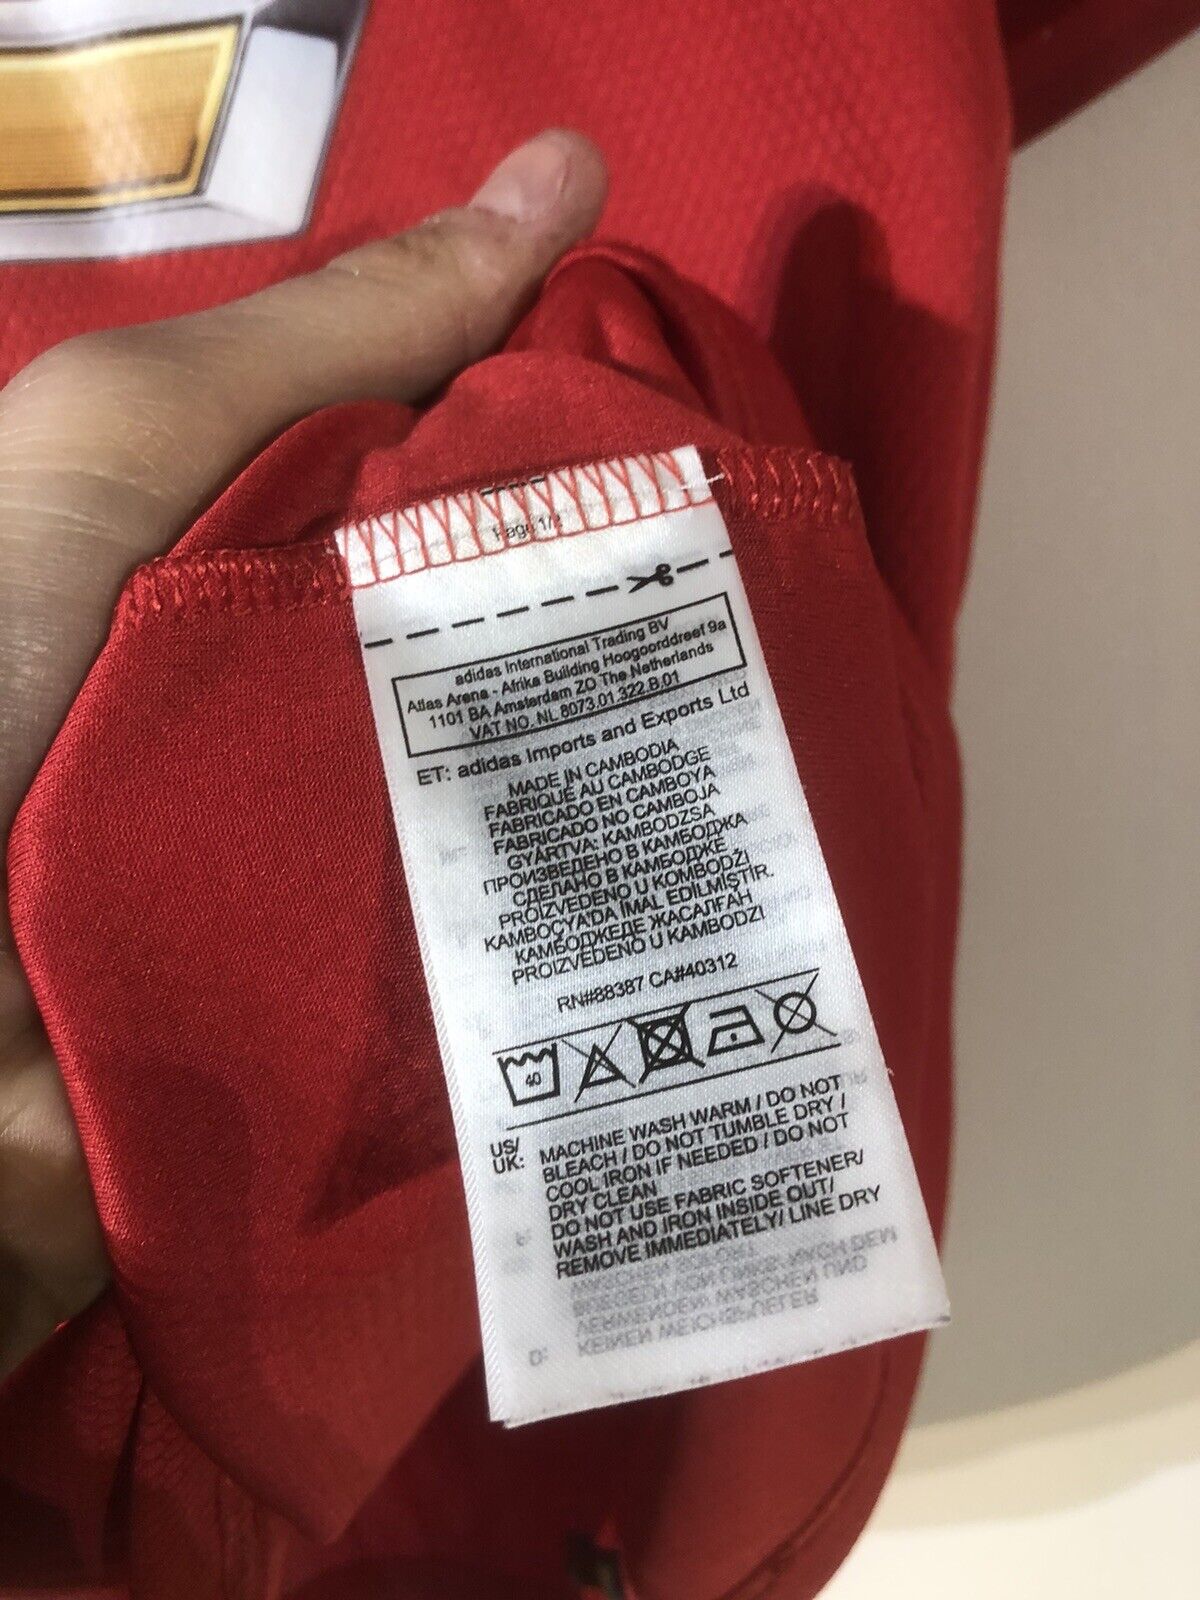 Page 1/
adidas International Trading BV
Atlas Arena - Afrika Building Hoogoorddreef 9a
1101 BA Amsterdam ZO The Netherlands
VAT NO. NL 8073.01.322.B.01
ET: adidas Imports and Exports Ltd
MADE IN CAMBODIA
FABRIQUÉ AU CAMBODGE
FABRICADO EN CAMBOYA
FABRICADO NO CAMBOJA
GYÁRTVA: KAMBODZSA
ПРОИЗВЕДЕНО В КАМБОДЖА
СДЕЛАНО В КАМБОДЖЕ
PROIZVEDENO U KOMBODŽI
KAMBOÇYA'DA İMAL EDİLMİŞTİR.
КАМБОДЖЕДЕ ЖАСАЛҒАН
PROIZVEDENO U KAMBODZI
RN#88387 CA#40312
40
US/
UK: MACHINE WASH WARM / DO NOT
BLEACH / DO NOT TUMBLE DRY /
COOL IRON IF NEEDED / DO NOT
DRY CLEAN
DO NOT USE FABRIC SOFTENER/
WASH AND IRON INSIDE OUT/
REMOVE IMMEDIATELY/ LINE DRY